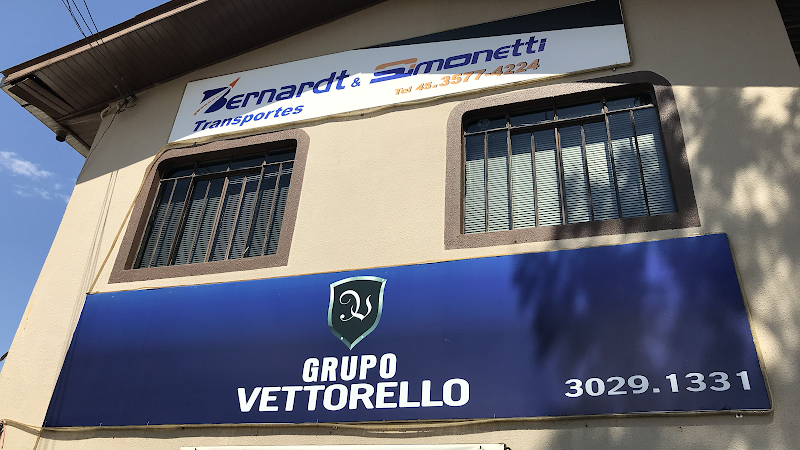 Bernardt & Simonetti
Transportes
Tel 45. 3577-4224
V
GRUPO
VETTORELLO
3029.1331